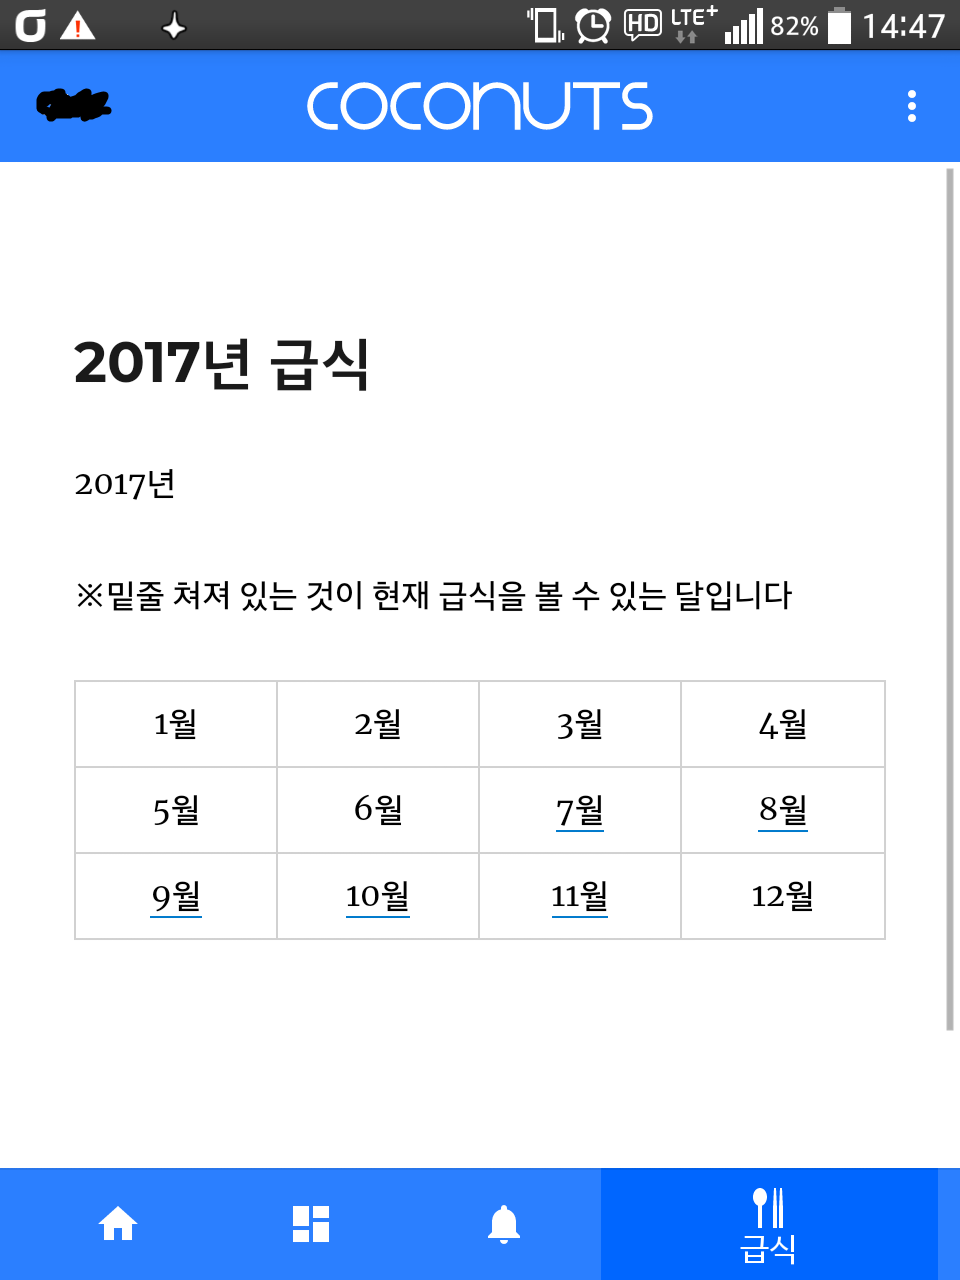 HD LTE+ 82% 14:47
COCONUTS
2017년 급식
2017년
※밑줄 쳐져 있는 것이 현재 급식을 볼 수 있는 달입니다
1월 2월 3월 4월
5월 6월 7월 8월
9월 10월 11월 12월
급식